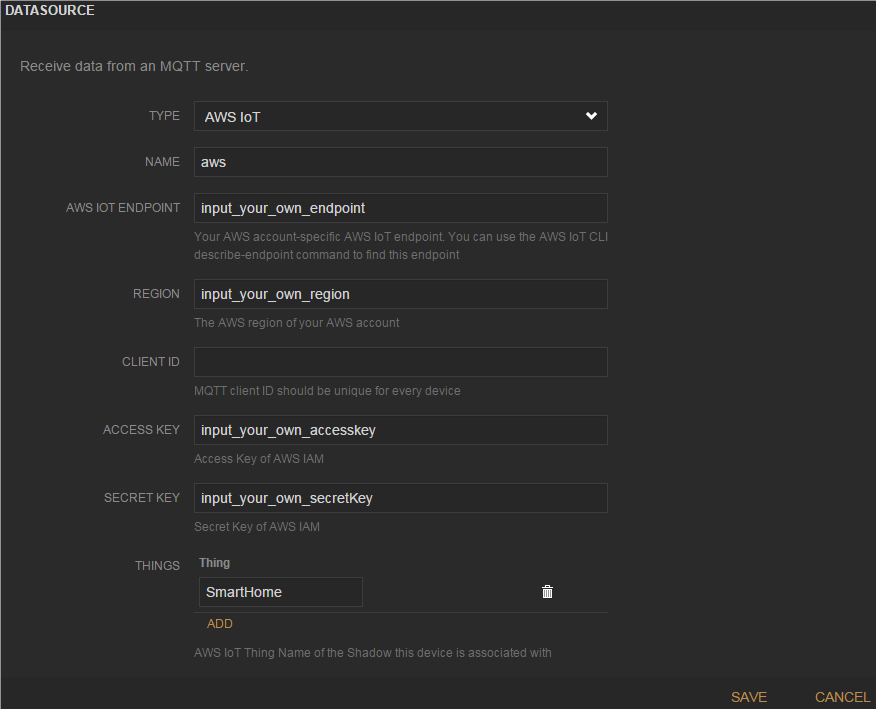 DATASOURCE
Receive data from an MQTT server.
TYPE
AWS IoT
NAME
aws
AWS IOT ENDPOINT
input_your_own_endpoint
Your AWS account-specific AWS IoT endpoint. You can use the AWS IoT CLI
describe-endpoint command to find this endpoint
REGION
input_your_own_region
The AWS region of your AWS account
CLIENT ID
MQTT client ID should be unique for every device
ACCESS KEY
input_your_own_accesskey
Access Key of AWS IAM
SECRET KEY
input_your_own_secretKey
Secret Key of AWS IAM
THINGS
Thing
SmartHome
ADD
AWS IoT Thing Name of the Shadow this device is associated with
SAVE
CANCEL